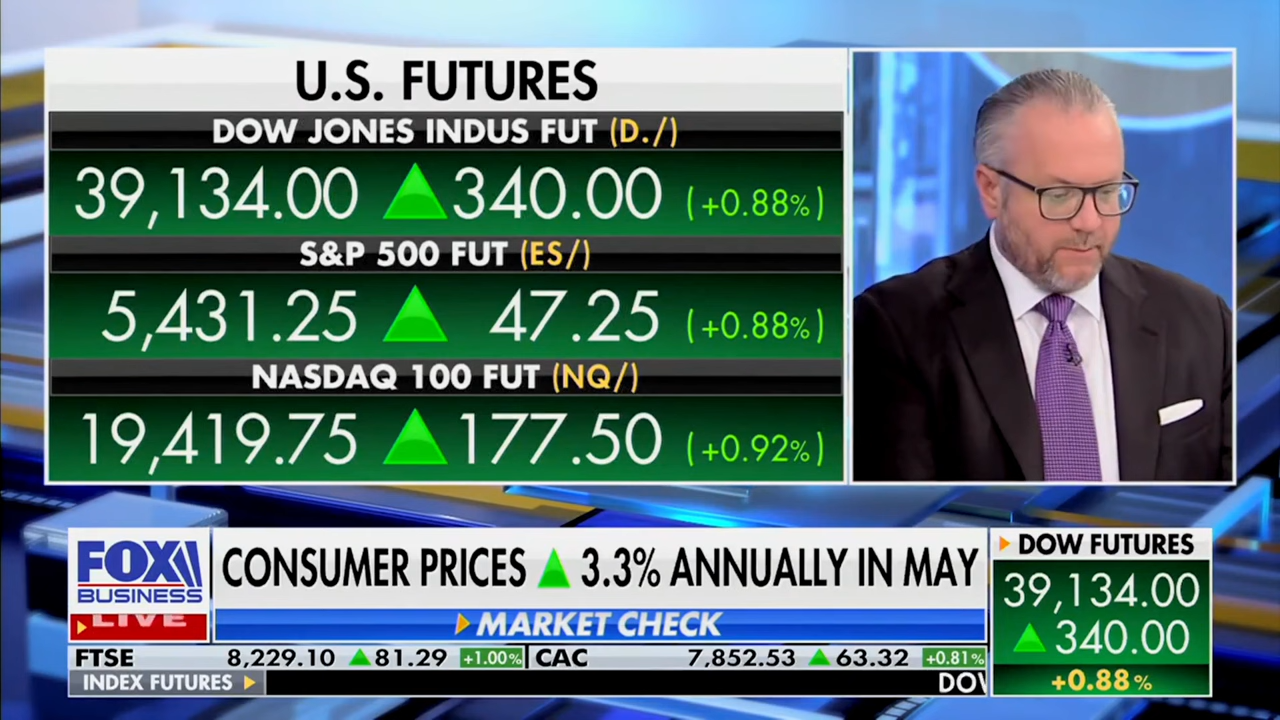 U.S. FUTURES
DOW JONES INDUS FUT (D./)
39,134.00 ▲ 340.00 (+0.88%)
S&P 500 FUT (ES/)
5,431.25 ▲ 47.25 (+0.88%)
NASDAQ 100 FUT (NQ/)
19,419.75 ▲ 177.50 (+0.92%)
FOX
BUSINESS
LIVE
CONSUMER PRICES ▲ 3.3% ANNUALLY IN MAY
MARKET CHECK
DOW FUTURES
39,134.00
▲ 340.00
+0.88%
FTSE 8,229.10 ▲ 81.29 +1.00% CAC 7,852.53 ▲ 63.32 +0.81%
INDEX FUTURES